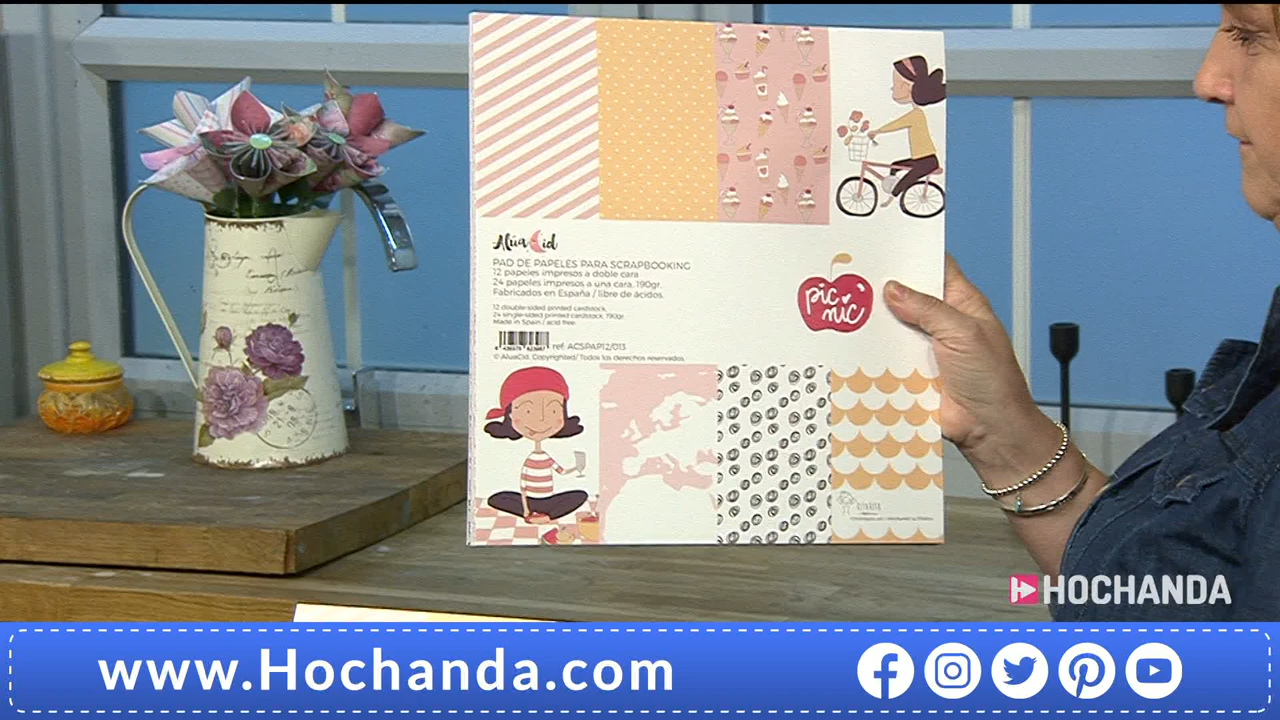 AlúaCid
PAD DE PAPELES PARA SCRAPBOOKING
12 papeles impresos a doble cara
24 papeles impresos a una cara, 190gr.
Fabricados en España / libre de ácidos.
12 double-sided printed cardstock,
24 single-sided printed cardstock, 190gr.
Made in Spain / acid free.
ref: ACSPAP12/013
© AluaCid. Copyrighted/ Todos los derechos reservados.
pic
nic
HOCHANDA
www.Hochanda.com